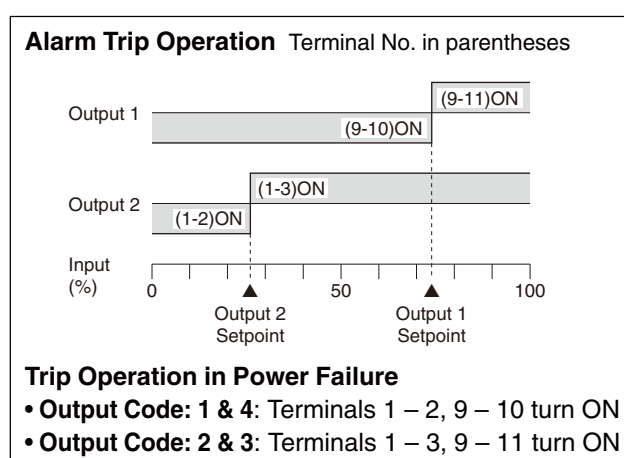 Alarm Trip Operation Terminal No. in parentheses
(9-11)ON
Output 1
(9-10)ON
(1-3)ON
Output 2
(1-2)ON
Input
(%)
0 50 100
Output 2 Output 1
Setpoint Setpoint
Trip Operation in Power Failure
• Output Code: 1 & 4: Terminals 1 – 2, 9 – 10 turn ON
• Output Code: 2 & 3: Terminals 1 – 3, 9 – 11 turn ON